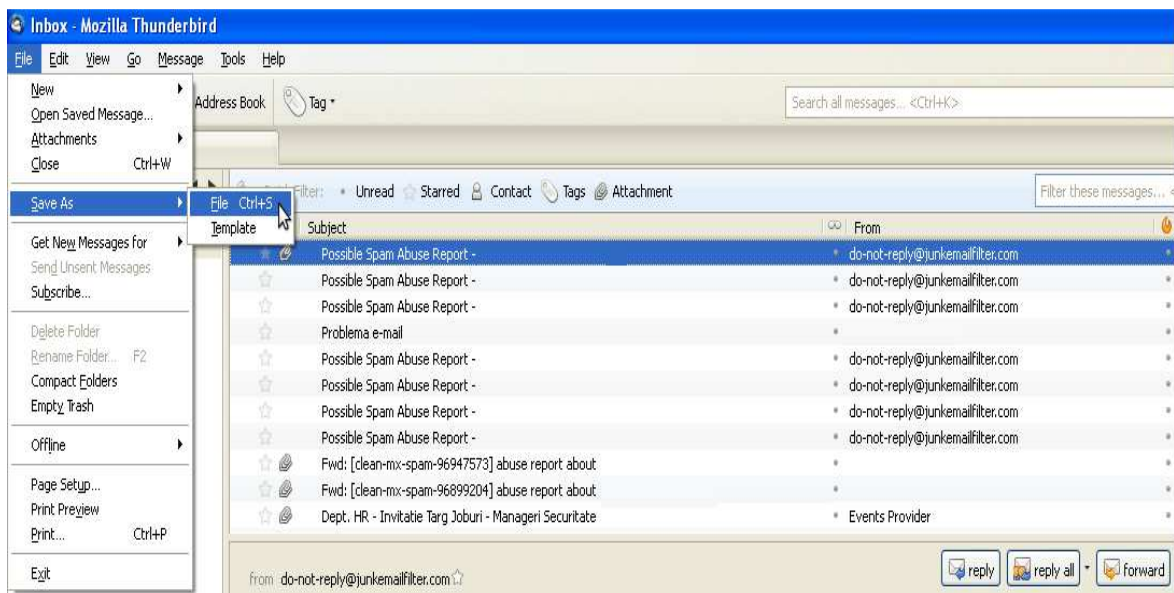 Inbox - Mozilla Thunderbird
File Edit View Go Message Tools Help
New
Open Saved Message...
Attachments
Close Ctrl+W
Save As
File Ctrl+S
Template
Get New Messages for
Send Unsent Messages
Subscribe...
Delete Folder
Rename Folder... F2
Compact Folders
Empty Trash
Offline
Page Setup...
Print Preview
Print... Ctrl+P
Exit
Address Book Tag Search all messages... <Ctrl+K>
Filter: Unread Starred Contact Tags Attachment Filter these messages...
Subject From
Possible Spam Abuse Report - do-not-reply@junkemailfilter.com
Possible Spam Abuse Report - do-not-reply@junkemailfilter.com
Possible Spam Abuse Report - do-not-reply@junkemailfilter.com
Problema e-mail
Possible Spam Abuse Report - do-not-reply@junkemailfilter.com
Possible Spam Abuse Report - do-not-reply@junkemailfilter.com
Possible Spam Abuse Report - do-not-reply@junkemailfilter.com
Possible Spam Abuse Report - do-not-reply@junkemailfilter.com
Fwd: [clean-mx-spam-96947573] abuse report about
Fwd: [clean-mx-spam-96899204] abuse report about
Dept. HR - Invitatie Targ Joburi - Manageri Securitate Events Provider
from do-not-reply@junkemailfilter.com reply reply all forward